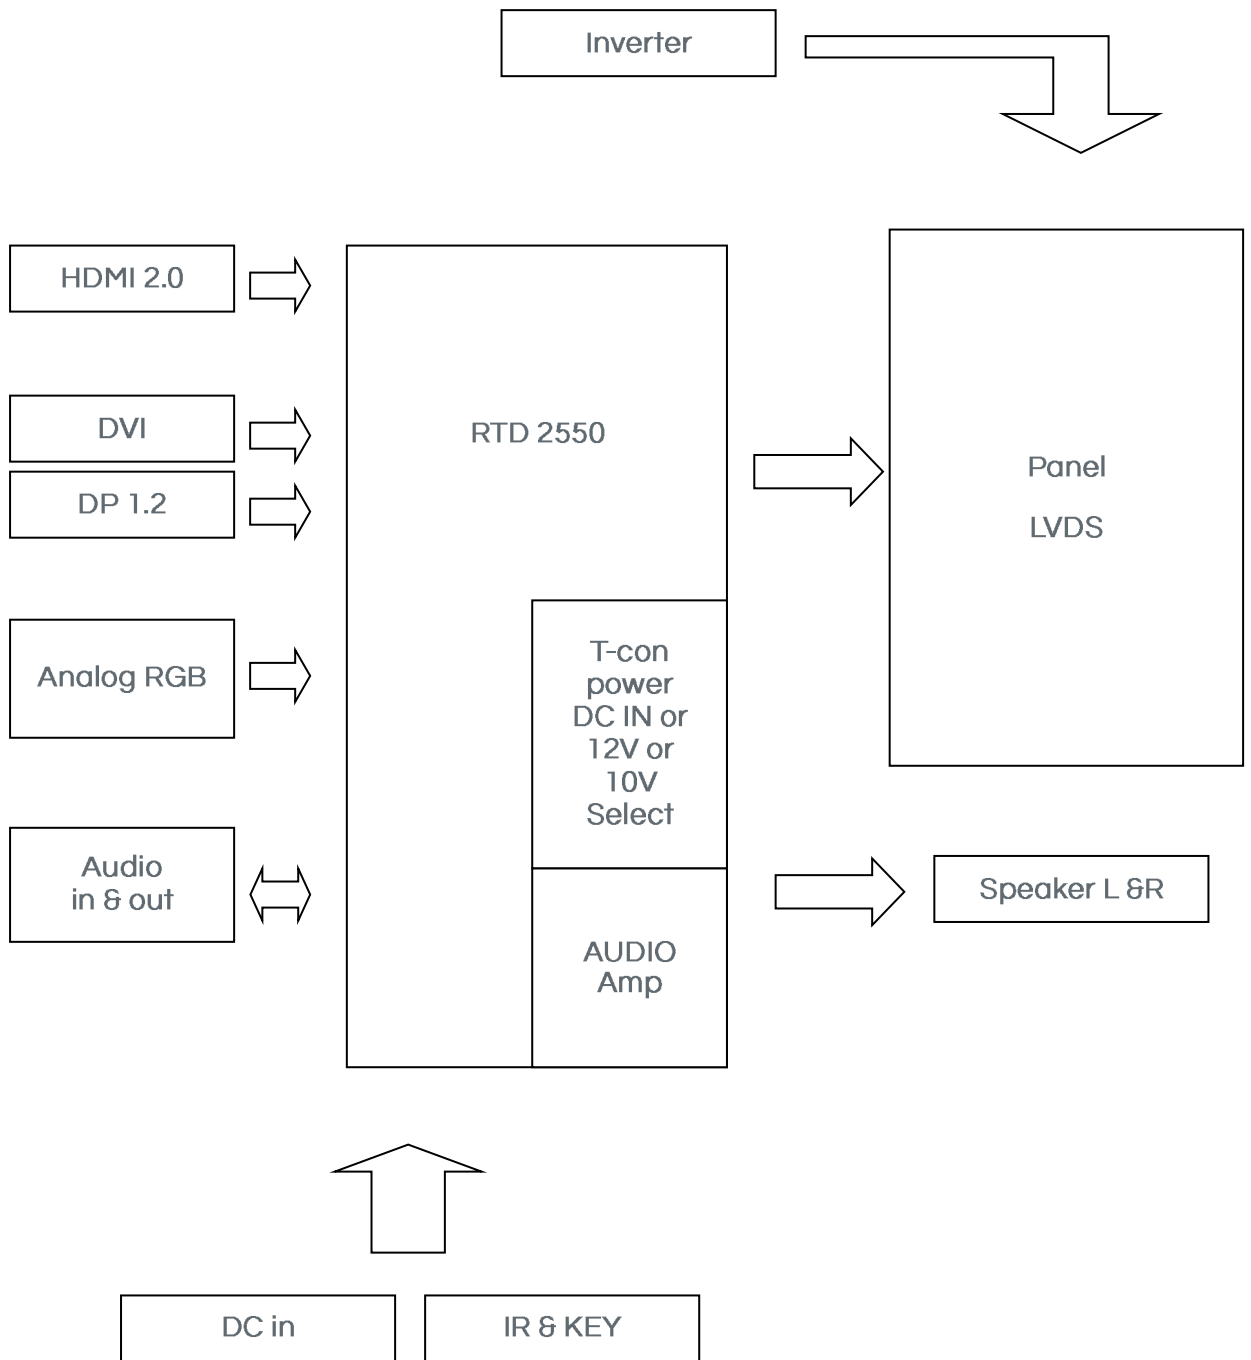 Inverter
HDMI 2.0
DVI
DP 1.2
Analog RGB
Audio
in & out
RTD 2550
T-con
power
DC IN or
12V or
10V
Select
AUDIO
Amp
Panel
LVDS
Speaker L &R
DC in
IR & KEY